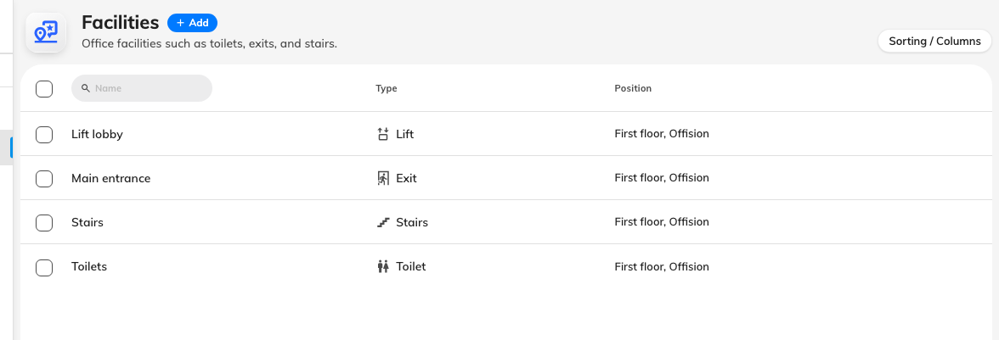 Facilities + Add
Office facilities such as toilets, exits, and stairs.
Sorting / Columns
Name Type Position
Lift lobby Lift First floor, Offision
Main entrance Exit First floor, Offision
Stairs Stairs First floor, Offision
Toilets Toilet First floor, Offision